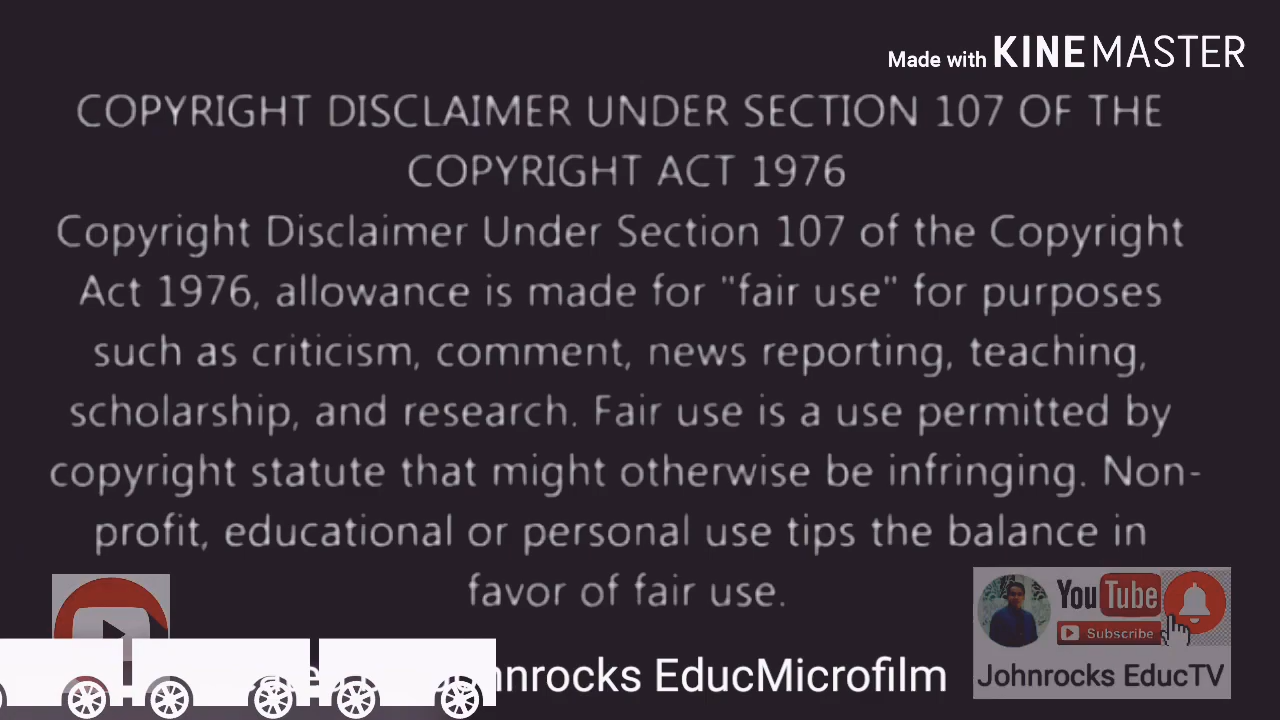 Made with KINEMASTER
COPYRIGHT DISCLAIMER UNDER SECTION 107 OF THE
COPYRIGHT ACT 1976
Copyright Disclaimer Under Section 107 of the Copyright
Act 1976, allowance is made for "fair use" for purposes
such as criticism, comment, news reporting, teaching,
scholarship, and research. Fair use is a use permitted by
copyright statute that might otherwise be infringing. Non-
profit, educational or personal use tips the balance in
favor of fair use.
YouTube
Subscribe
Johnrocks EducTV
EducMicrofilm